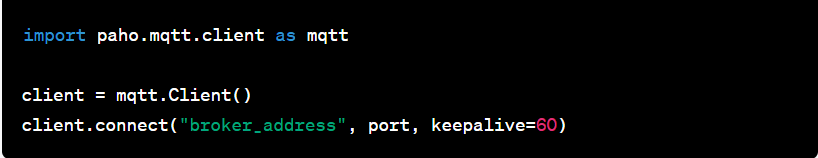 import paho.mqtt.client as mqtt
client = mqtt.Client()
client.connect("broker_address", port, keepalive=60)